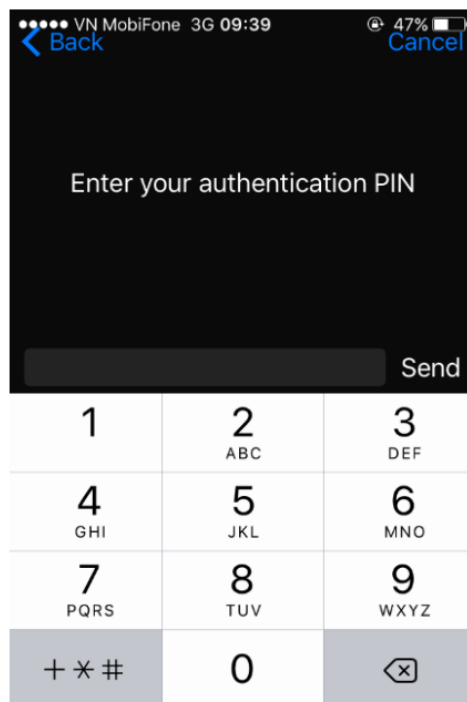 VN MobiFone 3G 09:39 47%
Back Cancel
Enter your authentication PIN
Send
1 2 3
ABC DEF
4 5 6
GHI JKL MNO
7 8 9
PQRS TUV WXYZ
+*# 0